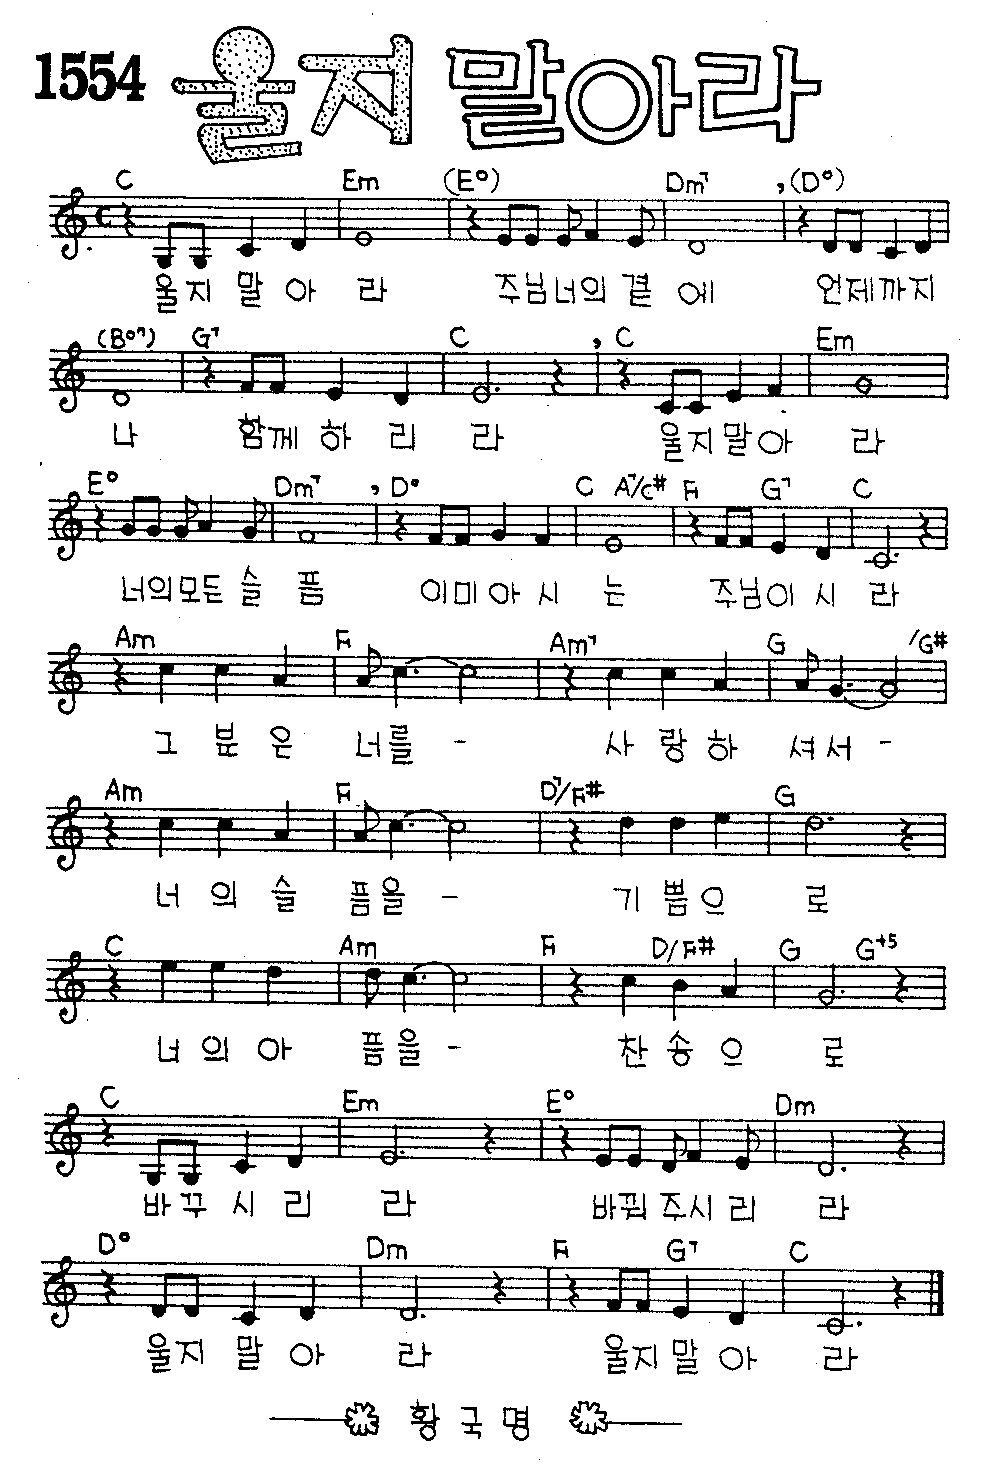 1554 울지 말아라
C Em (E°) Dm7 , (D°)
울지 말 아 라 주님너의 곁 에 언제까지
(B°7) G7 C , C Em
나 함께 하 리 라 울지말아 라
E° Dm7 , D° C A7/C# F G7 C
너의모든슬 픔 이미아시 는 주님이시 라
Am F Am7 G /G#
그 분 은 너를 - 사 랑 하 셔서 -
Am F D7/F# G
너 의 슬 픔을 - 기 쁨으 로
C Am F D/F# G G+5
너의아 픔을 - 찬송으 로
C Em E° Dm
바꾸시리 라 바꿔주시리 라
D° Dm F G7 C
울지 말 아 라 울지말 아 라
황국명